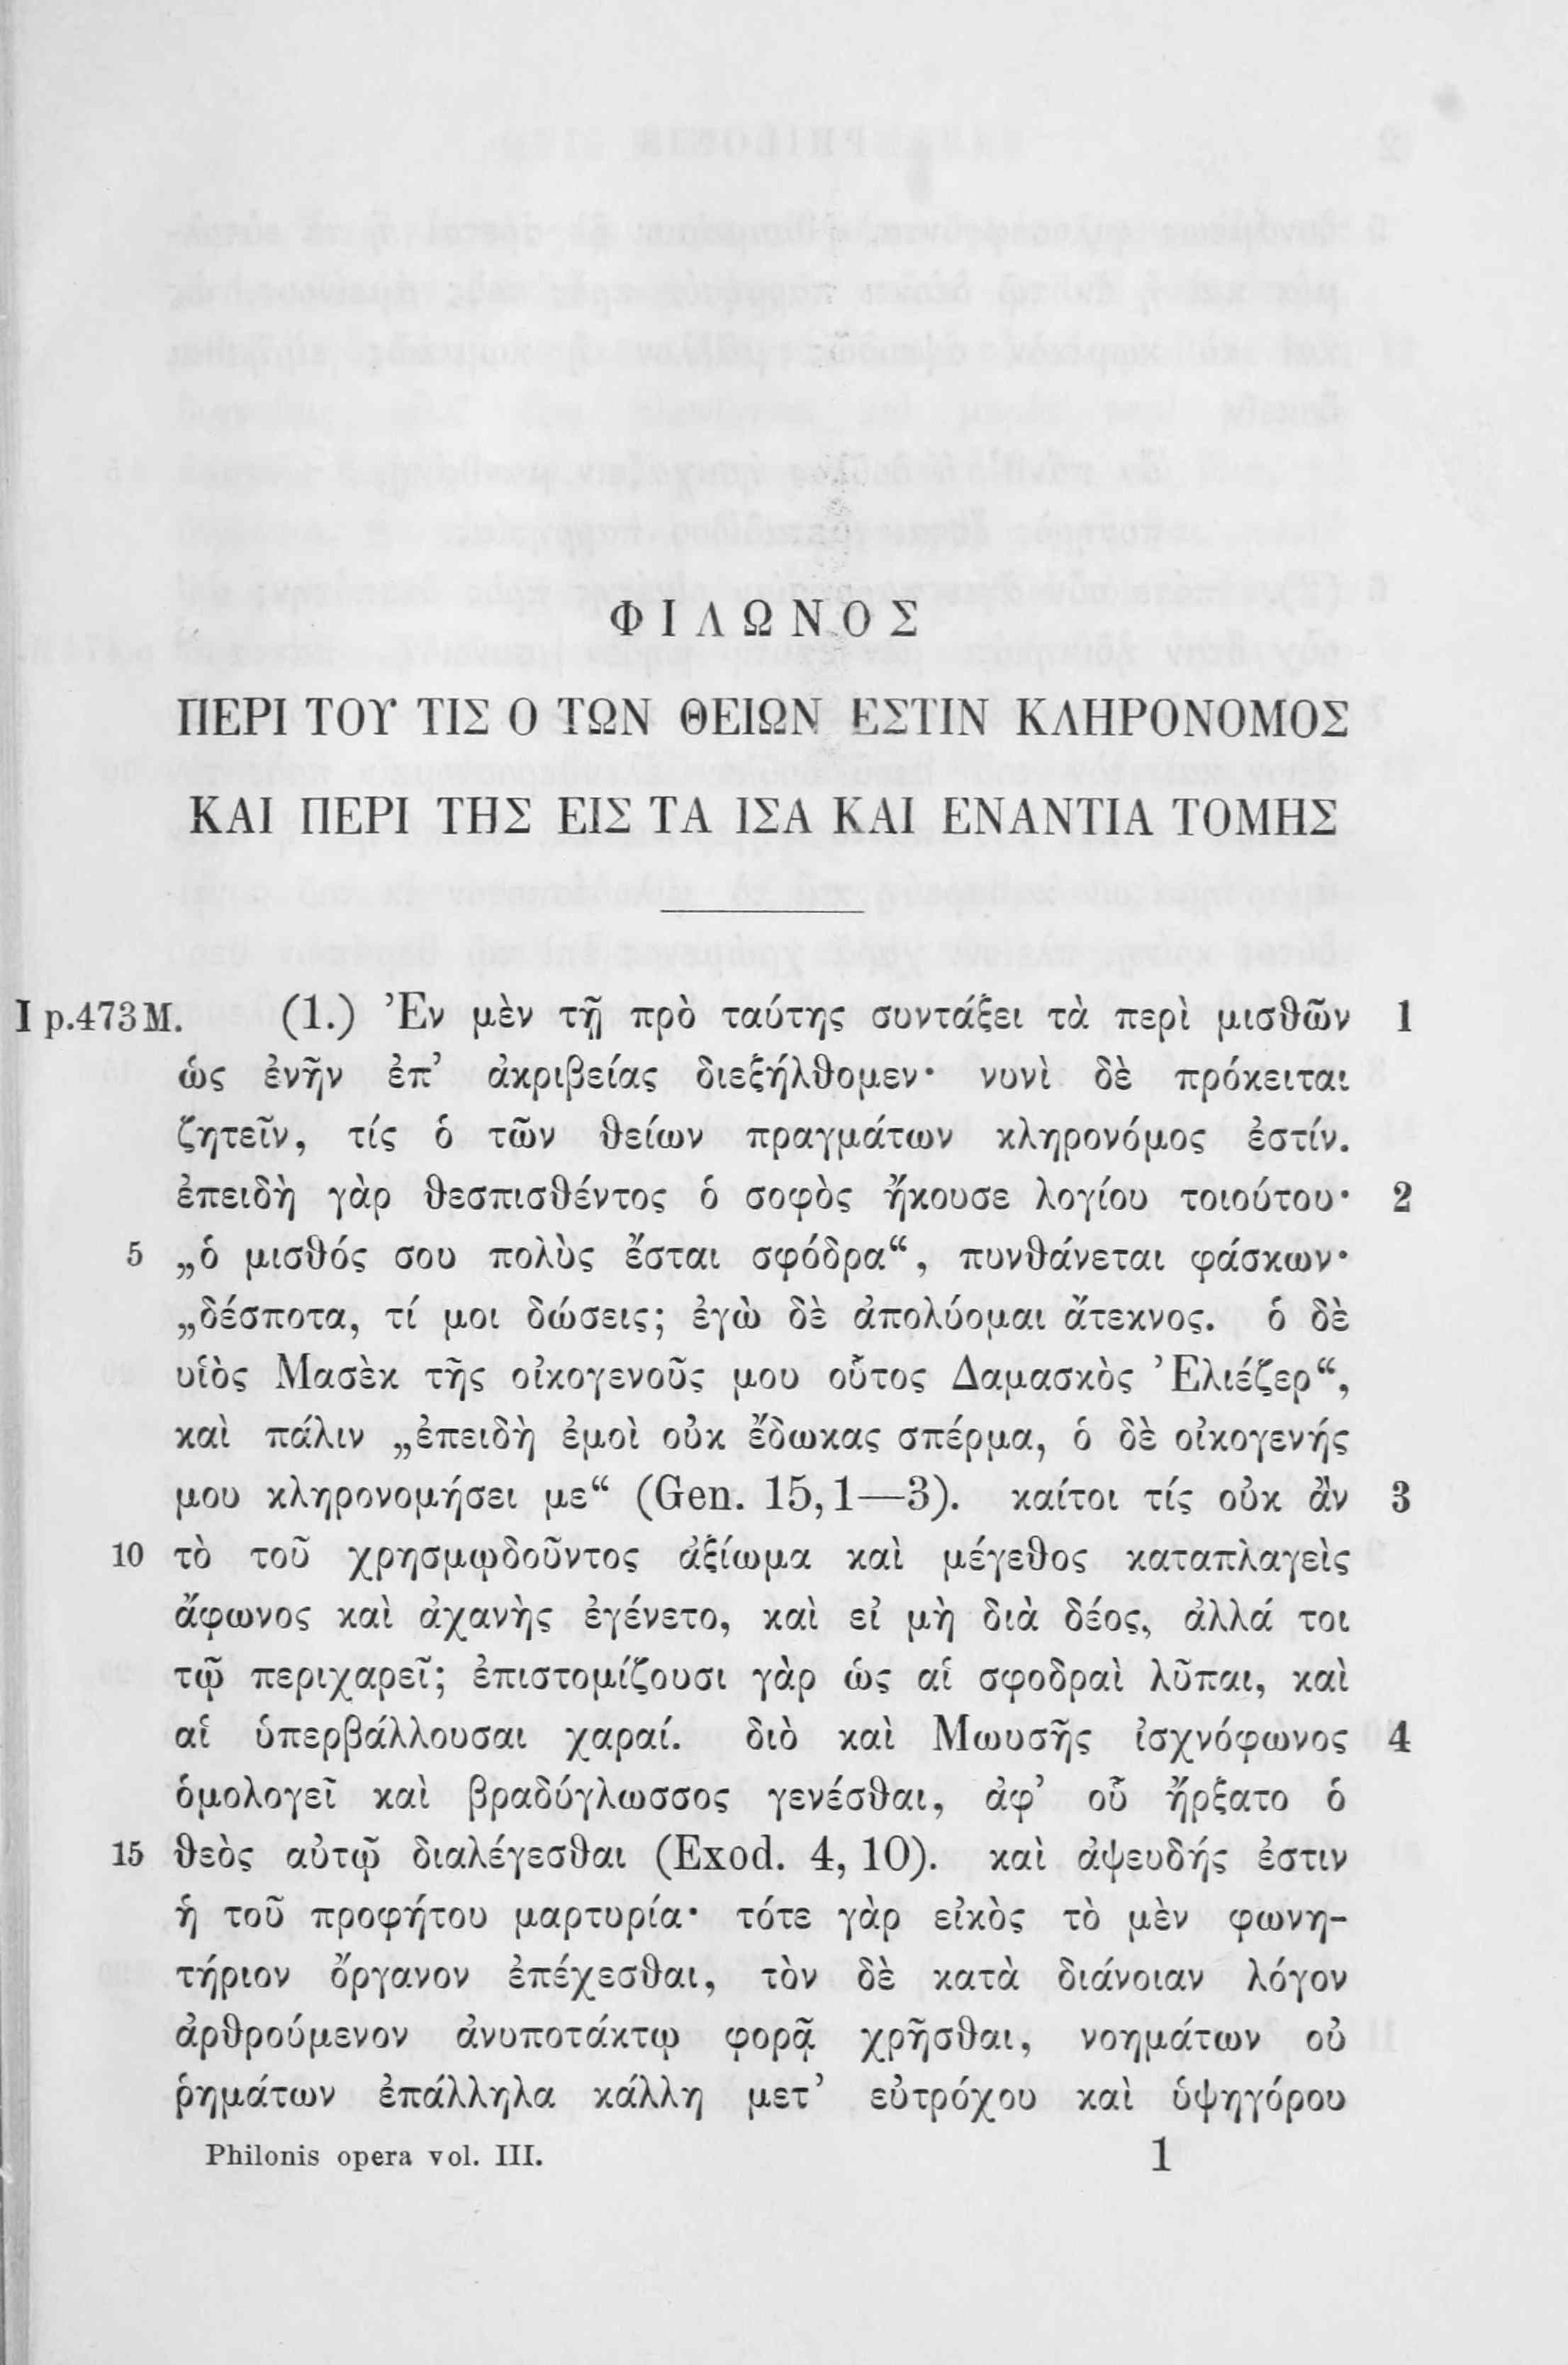 ΦΙΛΩΝΟΣ
ΠΕΡΙ ΤΟΥ ΤΙΣ Ο ΤΩΝ ΘΕΙΩΝ ΕΣΤΙΝ ΚΛΗΡΟΝΟΜΟΣ
ΚΑΙ ΠΕΡΙ ΤΗΣ ΕΙΣ ΤΑ ΙΣΑ ΚΑΙ ΕΝΑΝΤΙΑ ΤΟΜΗΣ
I p.473 M. (1.) Ἐν μὲν τῇ πρὸ ταύτης συντάξει τὰ περὶ μισθῶν 1
ὡς ἐνῆν ἐπ’ ἀκριβείας διεξήλθομεν· νυνὶ δὲ πρόκειται
ζητεῖν, τίς ὁ τῶν θείων πραγμάτων κληρονόμος ἐστίν.
ἐπειδὴ γὰρ θεσπισθέντος ὁ σοφὸς ἤκουσε λογίου τοιούτου· 2
5 „ὁ μισθός σου πολὺς ἔσται σφόδρα“, πυνθάνεται φάσκων·
„δέσποτα, τί μοι δώσεις; ἐγὼ δὲ ἀπολύομαι ἄτεκνος. ὁ δὲ
υἱὸς Μασὲκ τῆς οἰκογενοῦς μου οὗτος Δαμασκὸς Ἐλιέζερ“,
καὶ πάλιν „ἐπειδὴ ἐμοὶ οὐκ ἔδωκας σπέρμα, ὁ δὲ οἰκογενής
μου κληρονομήσει με“ (Gen. 15,1—3). καίτοι τίς οὐκ ἂν 3
10 τὸ τοῦ χρησμῳδοῦντος ἀξίωμα καὶ μέγεθος καταπλαγεὶς
ἄφωνος καὶ ἀχανὴς ἐγένετο, καὶ εἰ μὴ διὰ δέος, ἀλλά τοι
τῷ περιχαρεῖ; ἐπιστομίζουσι γὰρ ὡς αἱ σφοδραὶ λῦπαι, καὶ
αἱ ὑπερβάλλουσαι χαραί. διὸ καὶ Μωυσῆς ἰσχνόφωνος 4
ὁμολογεῖ καὶ βραδύγλωσσος γενέσθαι, ἀφ’ οὗ ἤρξατο ὁ
15 θεὸς αὐτῷ διαλέγεσθαι (Exod. 4, 10). καὶ ἀψευδής ἐστιν
ἡ τοῦ προφήτου μαρτυρία· τότε γὰρ εἰκὸς τὸ μὲν φωνη-
τήριον ὄργανον ἐπέχεσθαι, τὸν δὲ κατὰ διάνοιαν λόγον
ἀρθρούμενον ἀνυποτάκτῳ φορᾷ χρῆσθαι, νοημάτων οὐ
ῥημάτων ἐπάλληλα κάλλη μετ’ εὐτρόχου καὶ ὑψηγόρου
Philonis opera vol. III. 1